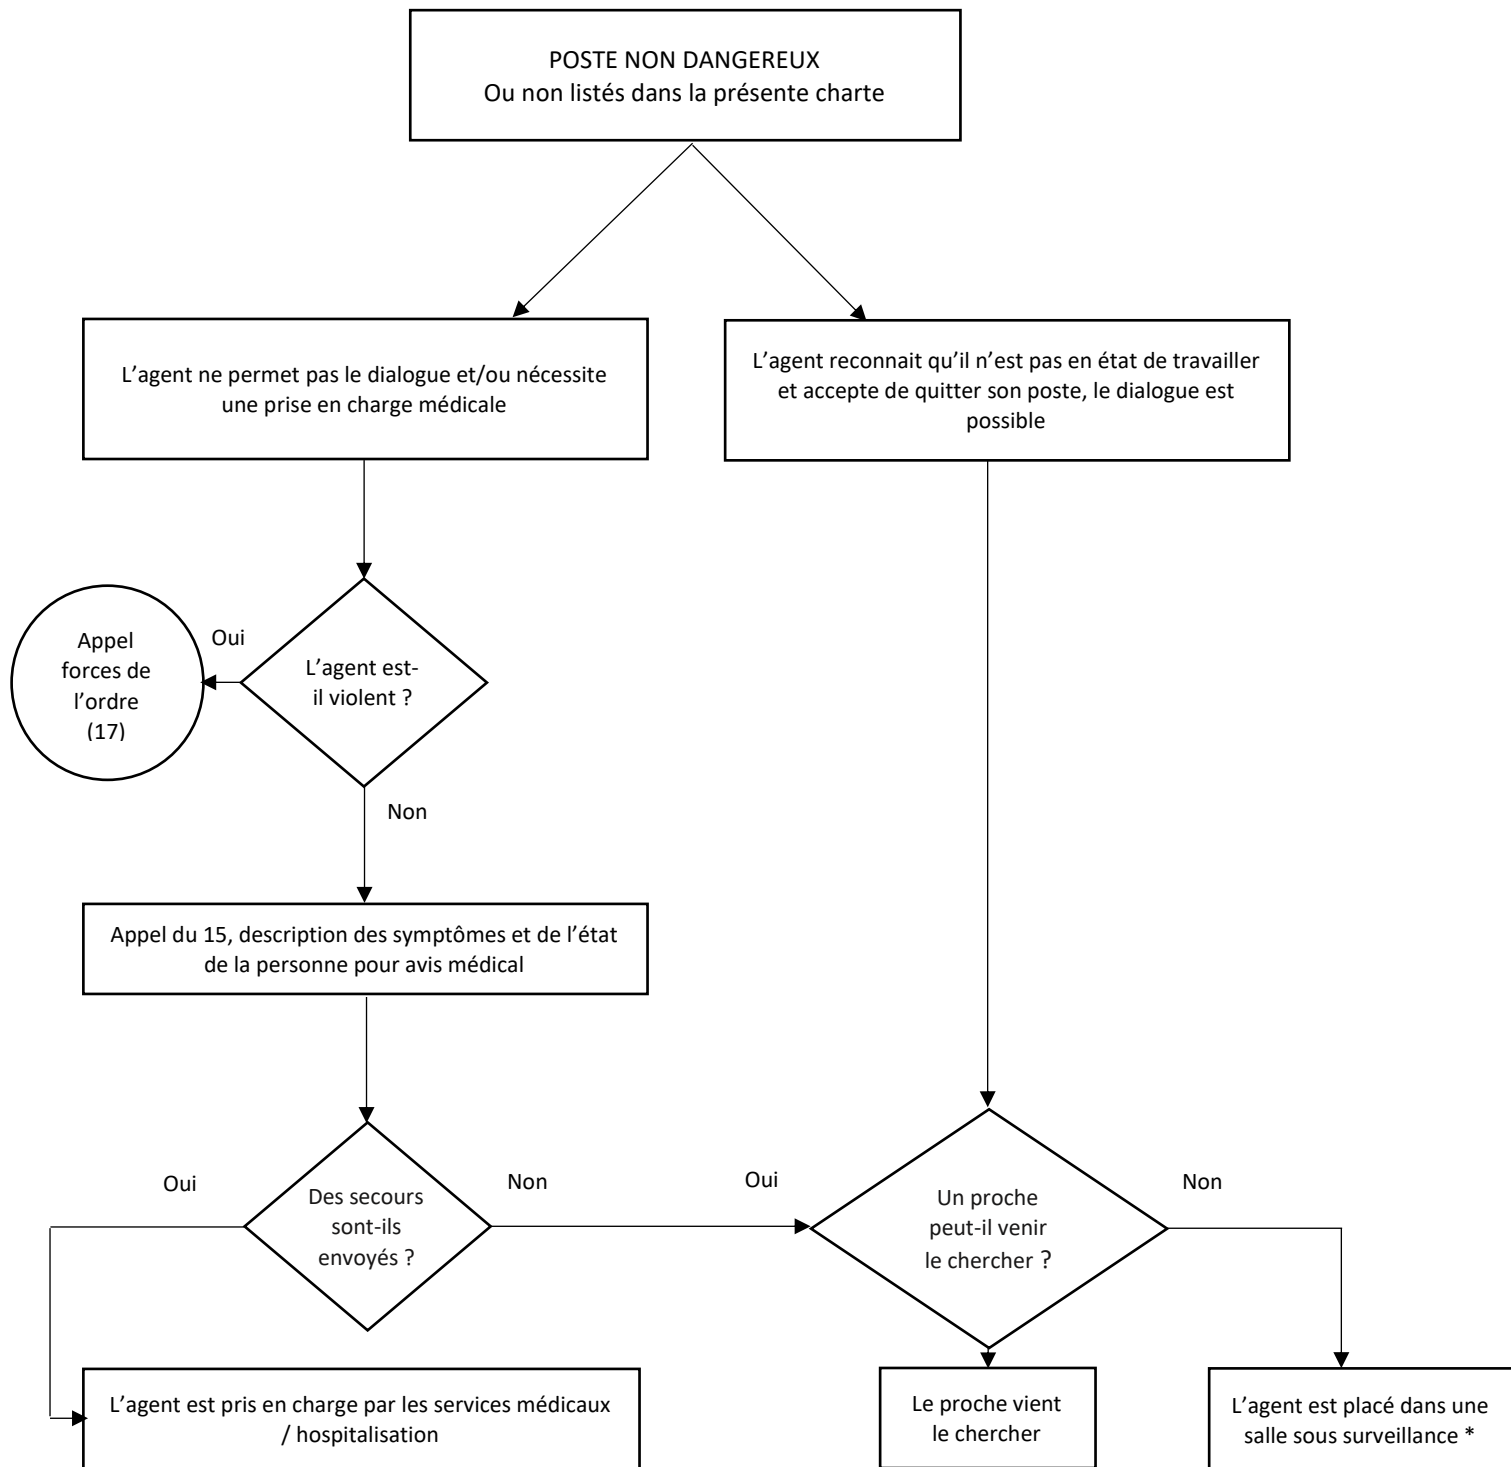 POSTE NON DANGEREUX
Ou non listés dans la présente charte
L’agent ne permet pas le dialogue et/ou nécessite
une prise en charge médicale
L’agent reconnait qu’il n’est pas en état de travailler
et accepte de quitter son poste, le dialogue est
possible
Appel
forces de
l’ordre
(17)
Oui
L’agent est-
il violent ?
Non
Appel du 15, description des symptômes et de l’état
de la personne pour avis médical
Oui
Des secours
sont-ils
envoyés ?
Non
Oui
Un proche
peut-il venir
le chercher ?
Non
L’agent est pris en charge par les services médicaux
/ hospitalisation
Le proche vient
le chercher
L’agent est placé dans une
salle sous surveillance *